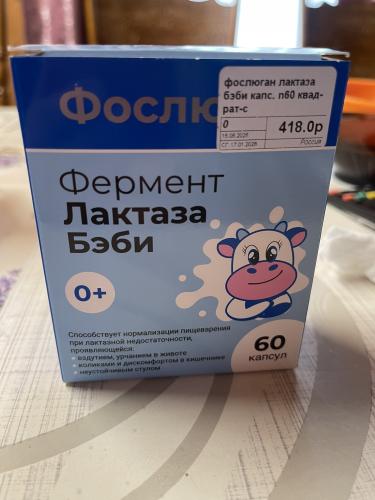 Фослю
фослюган лактаза
бэби капс. n60 квад-
рат-с
0
418.0р
Россия
Фермент
Лактаза
Бэби
0+
Способствует нормализации пищеварения
при лактазной недостаточности,
проявляющейся:
• вздутием, урчанием в животе
• коликами и дискомфортом в кишечнике
• неустойчивым стулом
60
капсул